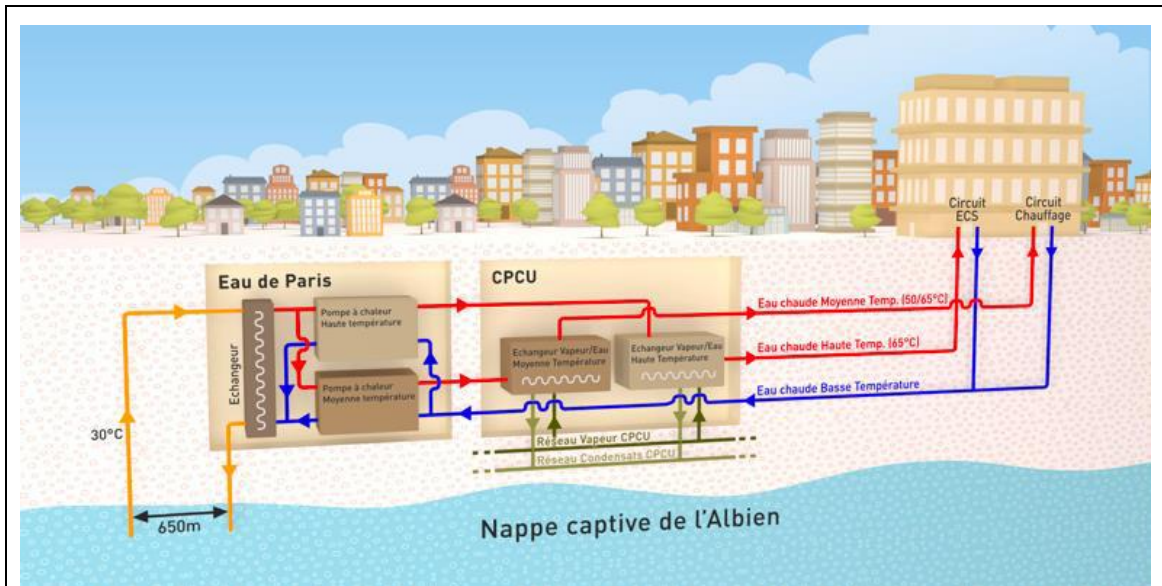 Circuit
ECS
Circuit
Chauffage
Eau de Paris
CPCU
Pompe à chaleur
Haute température
Eau chaude Moyenne Temp. (50/65°C)
Echangeur
Echangeur Vapeur/Eau
Moyenne Température
Echangeur Vapeur/Eau
Haute Température
Eau chaude Haute Temp. (65°C)
Pompe à chaleur
Moyenne température
Eau chaude Basse Température
30°C
Réseau Vapeur CPCU
Réseau Condensats CPCU
650m
Nappe captive de l'Albien